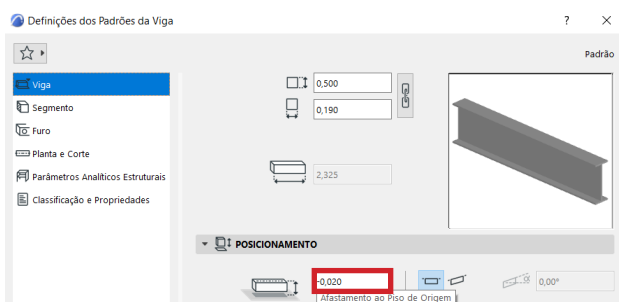 Definições dos Padrões da Viga ? ×
Padrão
Viga
Segmento
Furo
Planta e Corte
Parâmetros Analíticos Estruturais
Classificação e Propriedades
0,500
0,190
2,325
POSICIONAMENTO
-0,020
0,00°
Afastamento ao Piso de Origem